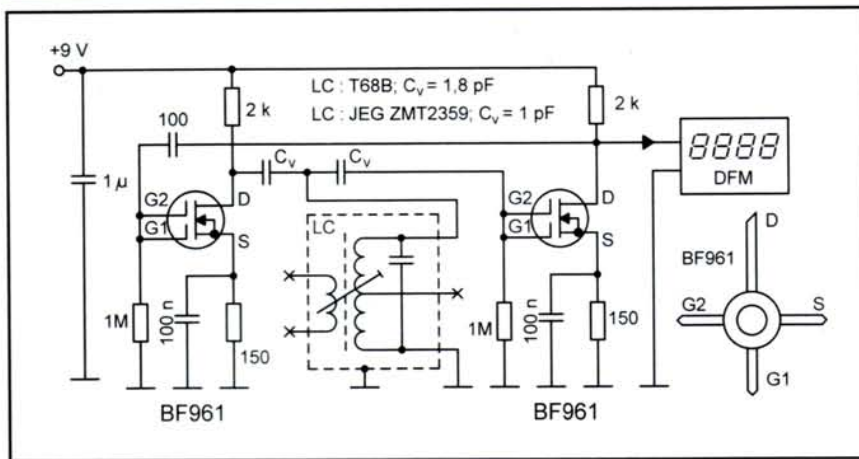 +9 V
LC : T68B; Cv = 1,8 pF
2 k
2 k
LC : JEG ZMT2359; Cv = 1 pF
100
8888
DFM
Cv
Cv
1 µ
G2
D
G1
S
LC
G2
D
G1
S
D
BF961
G2
S
G1
1M
100 n
150
1M
100 n
150
BF961
BF961